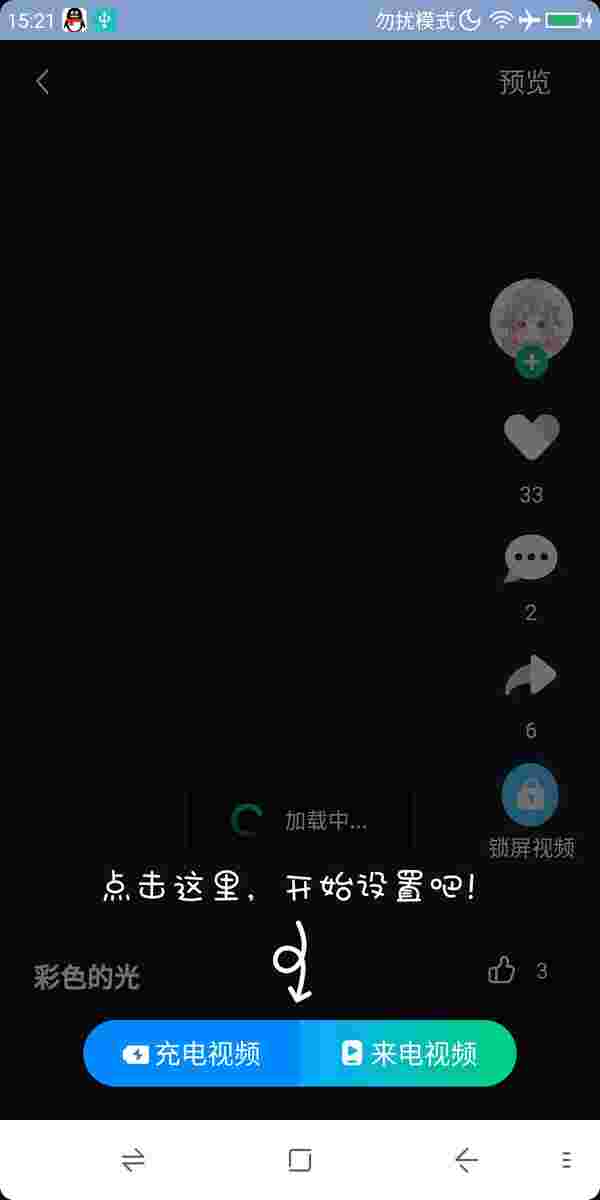 15:21 勿扰模式
预览
33
2
6
加载中...
锁屏视频
点击这里，开始设置吧！
彩色的光 3
充电视频 来电视频